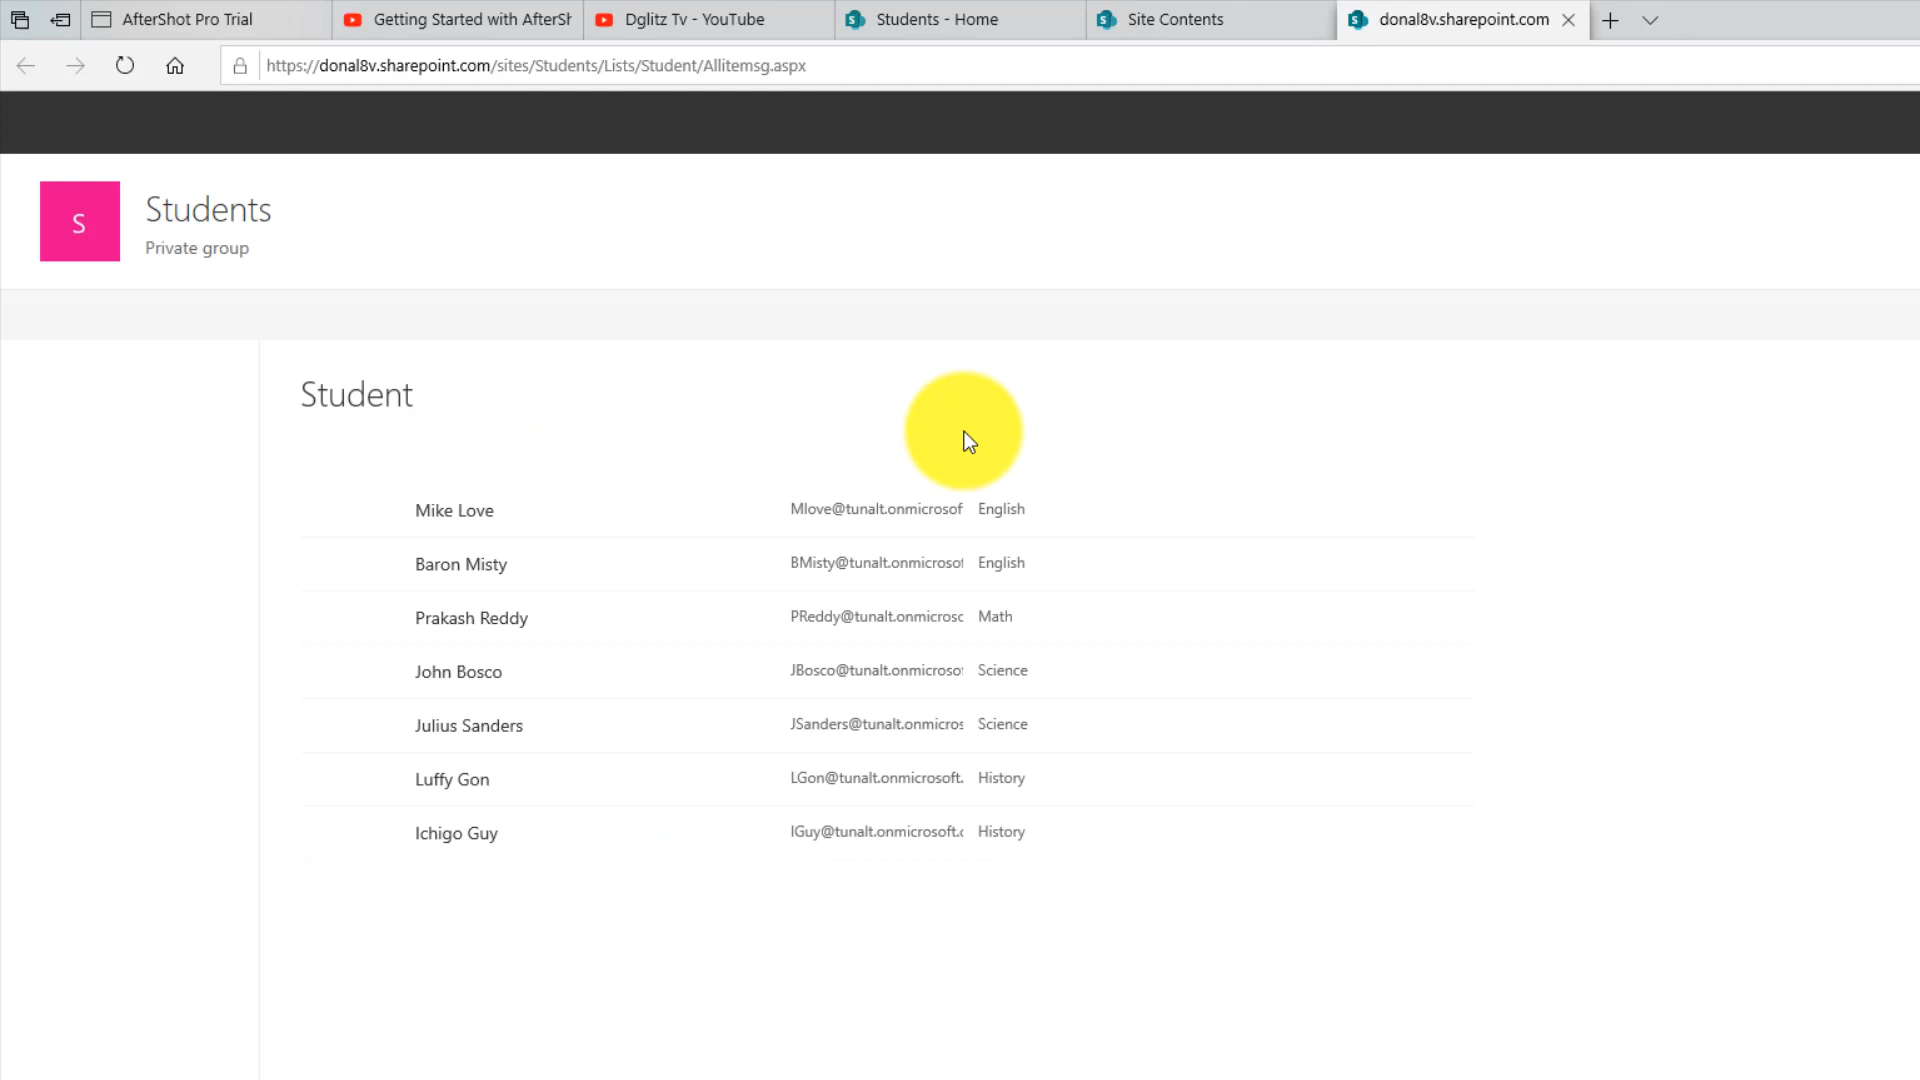 AfterShot Pro Trial
Getting Started with AfterSh
Dglitz Tv - YouTube
Students - Home
Site Contents
donal8v.sharepoint.com
https://donal8v.sharepoint.com/sites/Students/Lists/Student/Allitemsg.aspx
S
Students
Private group
Student
Mike Love Mlove@tunalt.onmicrosof English
Baron Misty BMisty@tunalt.onmicrosof English
Prakash Reddy PReddy@tunalt.onmicrosc Math
John Bosco JBosco@tunalt.onmicrosof Science
Julius Sanders JSanders@tunalt.onmicros Science
Luffy Gon LGon@tunalt.onmicrosoft. History
Ichigo Guy IGuy@tunalt.onmicrosoft.c History